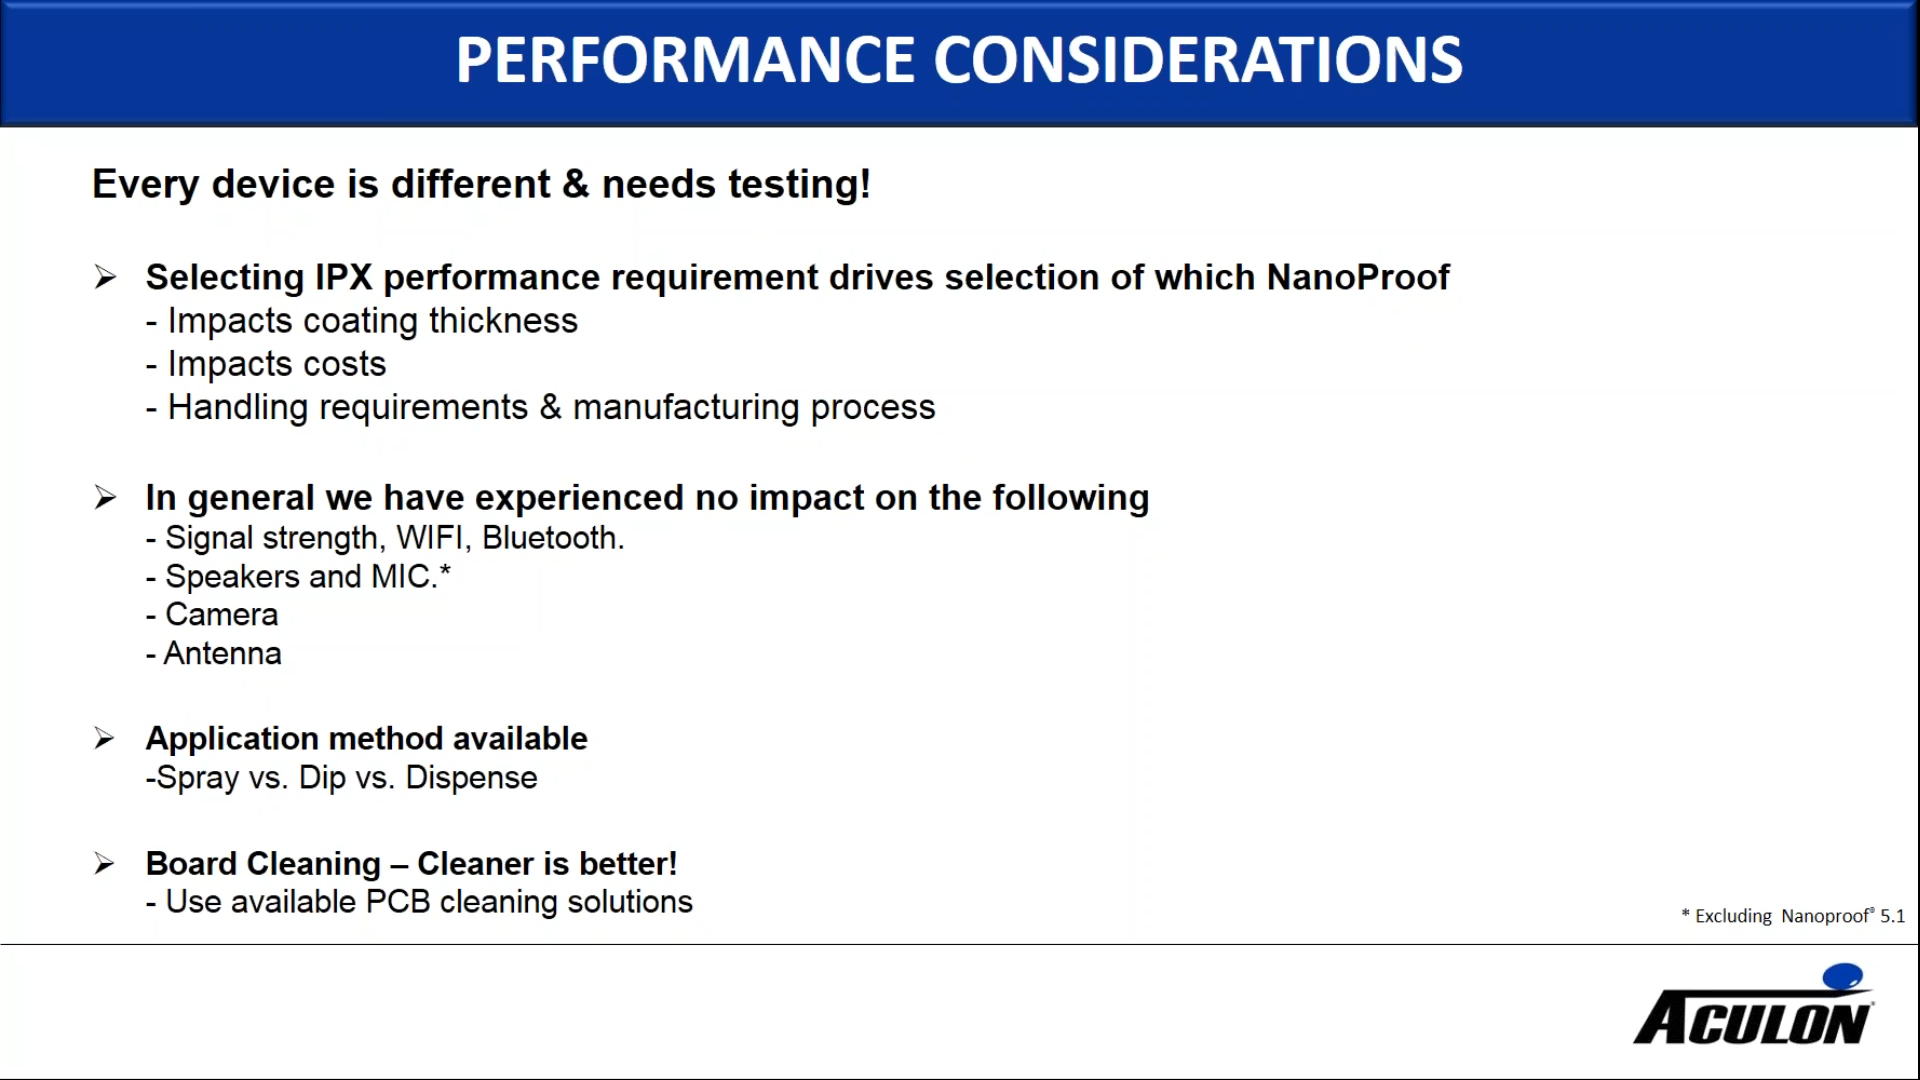 PERFORMANCE CONSIDERATIONS
Every device is different & needs testing!
➢ Selecting IPX performance requirement drives selection of which NanoProof
- Impacts coating thickness
- Impacts costs
- Handling requirements & manufacturing process
➢ In general we have experienced no impact on the following
- Signal strength, WIFI, Bluetooth.
- Speakers and MIC.*
- Camera
- Antenna
➢ Application method available
-Spray vs. Dip vs. Dispense
➢ Board Cleaning – Cleaner is better!
- Use available PCB cleaning solutions
* Excluding Nanoproof® 5.1
ACULON